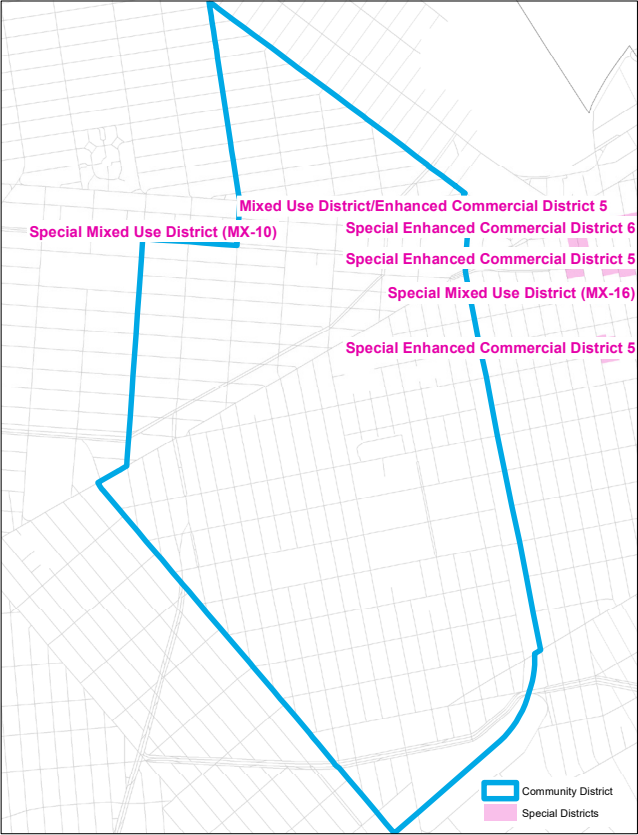 Mixed Use District/Enhanced Commercial District 5
Special Mixed Use District (MX-10)
Special Enhanced Commercial District 6
Special Enhanced Commercial District 5
Special Mixed Use District (MX-16)
Special Enhanced Commercial District 5
Community District
Special Districts